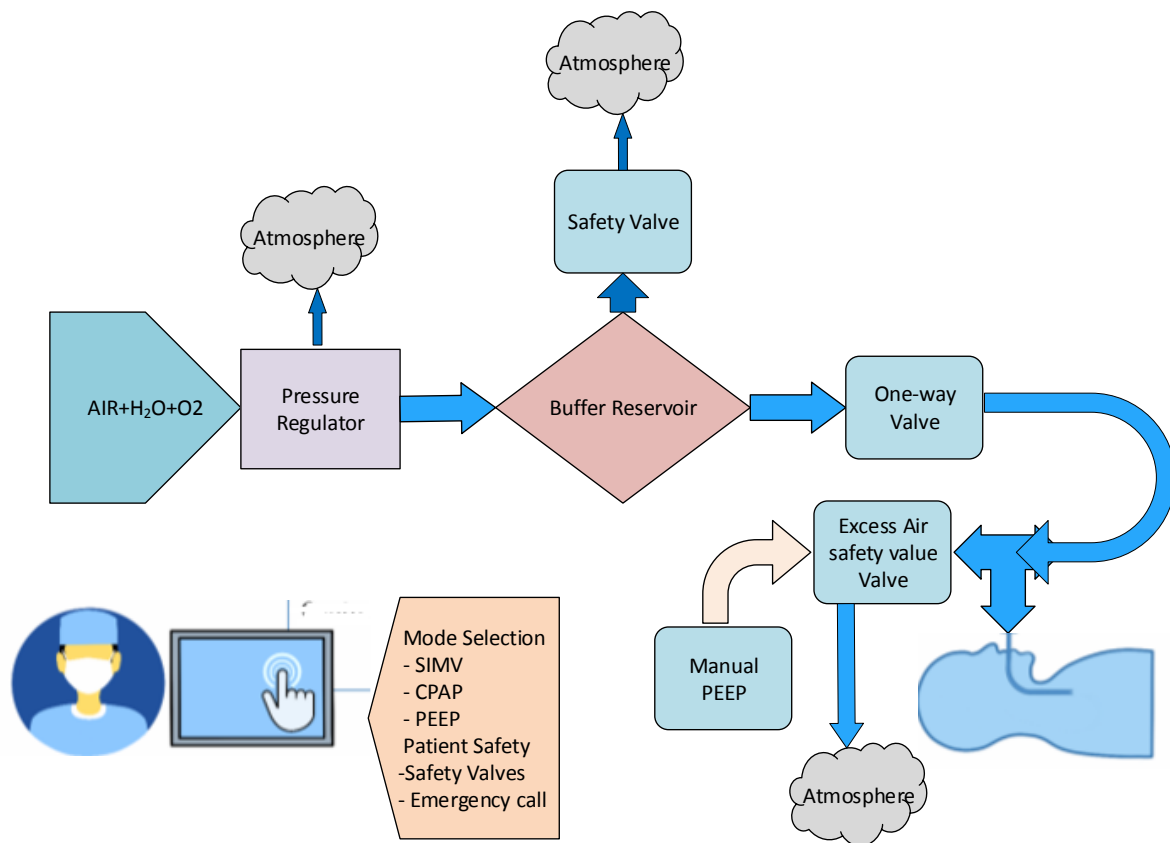 Atmosphere
Safety Valve
Atmosphere
AIR+H₂O+O2
Pressure
Regulator
Buffer Reservoir
One-way
Valve
Excess Air
safety value
Valve
Manual
PEEP
Atmosphere
Mode Selection
- SIMV
- CPAP
- PEEP
Patient Safety
-Safety Valves
- Emergency call